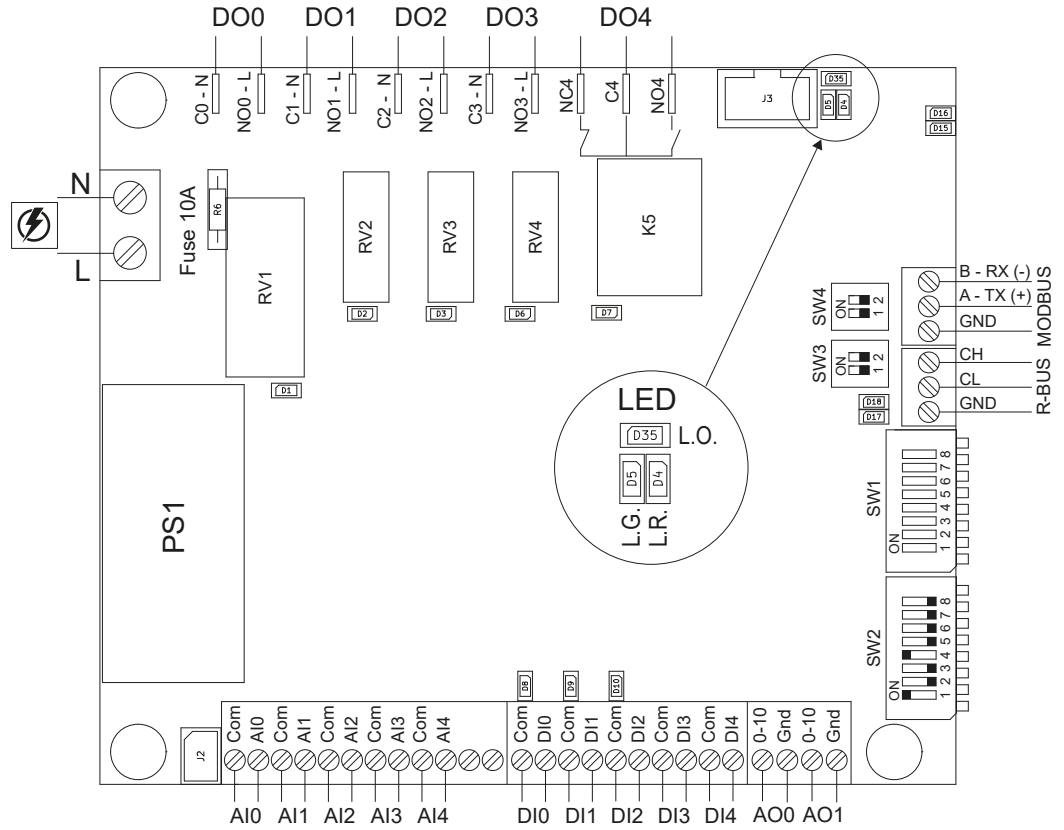 DO0 DO1 DO2 DO3 DO4
C0 - N
NO0 - L
C1 - N
NO1 - L
C2 - N
NO2 - L
C3 - N
NO3 - L
NC4
C4
NO4
J3
D35
D5
D4
D16
D15
N
L
Fuse 10A
R6
RV1
RV2
RV3
RV4
K5
D2
D3
D6
D7
D1
SW4
ON
1 2
SW3
ON
1 2
B - RX (-)
A - TX (+)
GND
MODBUS
CH
CL
GND
R-BUS
D18
D17
LED
D35 L.O.
D5
D4
L.G.
L.R.
PS1
SW1
ON
1 2 3 4 5 6 7 8
SW2
ON
1 2 3 4 5 6 7 8
D8
D9
D10
J2
Com
AI0
Com
AI1
Com
AI2
Com
AI3
Com
AI4
Com
DI0
Com
DI1
Com
DI2
Com
DI3
Com
DI4
0-10
Gnd
0-10
Gnd
AI0 AI1 AI2 AI3 AI4 DI0 DI1 DI2 DI3 DI4 AO0 AO1